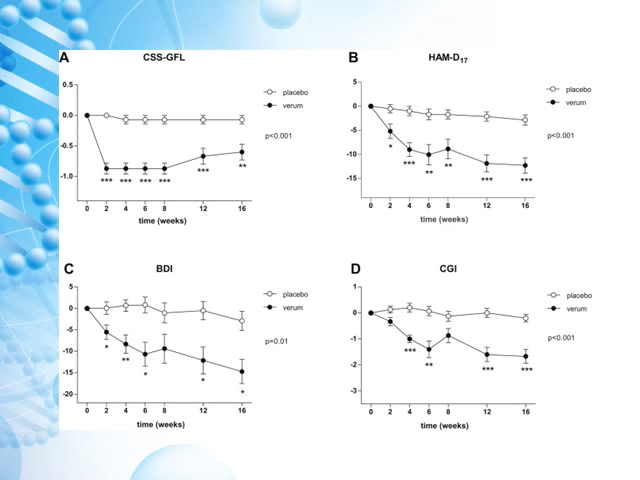 A
CSS-GFL
0.5
0.0
-0.5
-1.0
placebo
verum
p<0.001
*** *** *** *** *** **
0 2 4 6 8 12 16
time (weeks)
B
HAM-D17
5
0
-5
-10
-15
placebo
verum
p<0.001
* *** ** ** *** ***
0 2 4 6 8 12 16
time (weeks)
C
BDI
5
0
-5
-10
-15
-20
placebo
verum
p=0.01
* ** * * *
0 2 4 6 8 12 16
time (weeks)
D
CGI
1
0
-1
-2
-3
placebo
verum
p<0.001
*** ** *** ***
0 2 4 6 8 12 16
time (weeks)